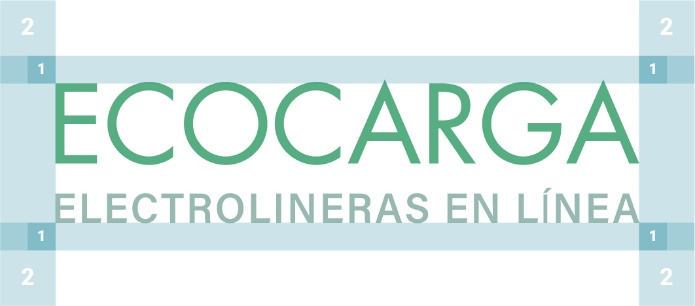 2 2
1 1
ECOCARGA
ELECTROLINERAS EN LÍNEA
1 1
2 2